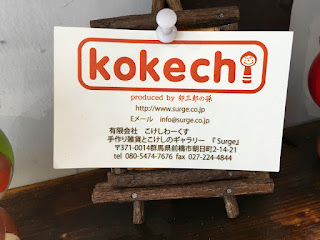 kokechi
produced by 卯三郎の孫
http://www.surge.co.jp
Eメール info@surge.co.jp
有限会社 こけしわーくす
手作り雑貨とこけしのギャラリー 『Surge』
〒371-0014群馬県前橋市朝日町2-14-21
tel 080-5474-7676 fax 027-224-4844